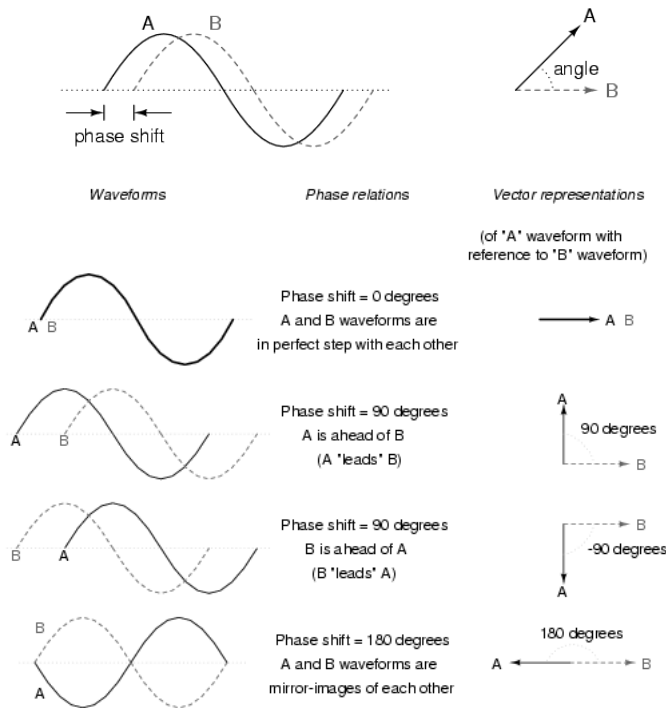 A B
A
angle
B
phase shift
Waveforms
Phase relations
Vector representations
(of "A" waveform with
reference to "B" waveform)
A B
Phase shift = 0 degrees
A and B waveforms are
in perfect step with each other
A B
A B
Phase shift = 90 degrees
A is ahead of B
(A "leads" B)
A
90 degrees
B
B A
Phase shift = 90 degrees
B is ahead of A
(B "leads" A)
B
-90 degrees
A
B
A
Phase shift = 180 degrees
A and B waveforms are
mirror-images of each other
180 degrees
A B